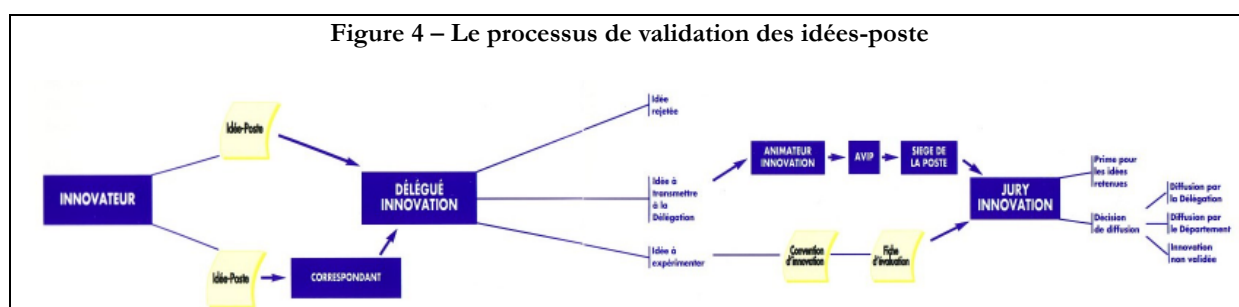 Figure 4 – Le processus de validation des idées-poste
Idée-Poste
INNOVATEUR
Idée-Poste
CORRESPONDANT
DÉLÉGUÉ
INNOVATION
Idée
rejetée
Idée à
transmettre
à la
Délégation
Idée à
expérimenter
ANIMATEUR
INNOVATION
AVIP
SIEGE DE
LA POSTE
Convention
d'innovation
Fiche
d'évaluation
JURY
INNOVATION
Prime pour
les idées
retenues
Décision
de diffusion
Diffusion par
la Délégation
Diffusion par
le Département
Innovation
non validée